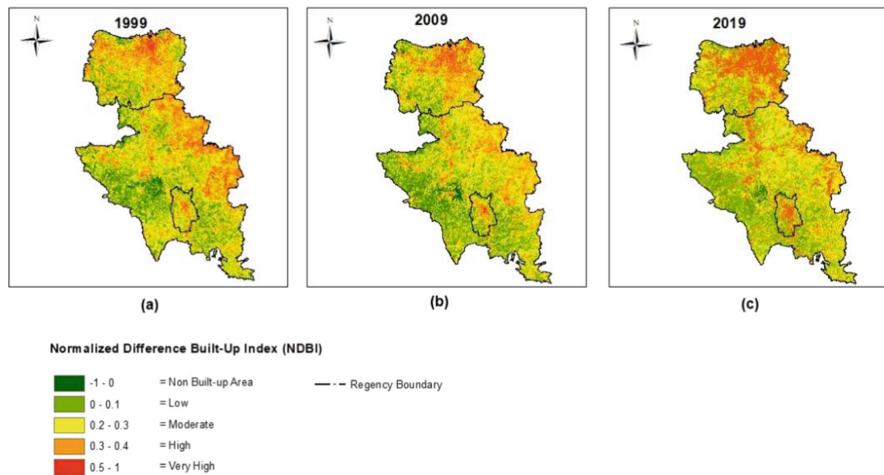 1999
2009
2019
(a)
(b)
(c)
Normalized Difference Built-Up Index (NDBI)
-1 - 0 = Non Built-up Area
0 - 0.1 = Low
0.2 - 0.3 = Moderate
0.3 - 0.4 = High
0.5 - 1 = Very High
Regency Boundary